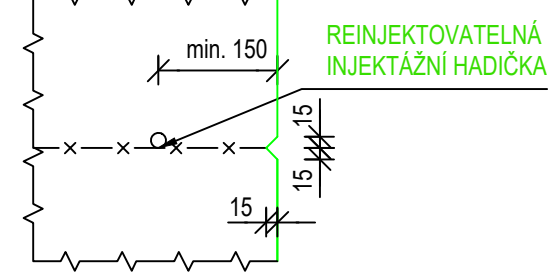 REINJEKTOVATELNÁ
INJEKTÁŽNÍ HADIČKA
min. 150
15
15
15